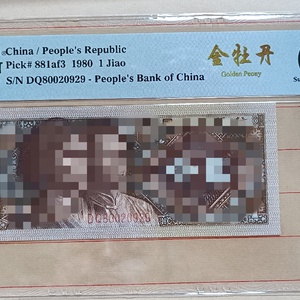 China / People's Republic
Pick# 881af3 1980 1 Jiao
S/N DQ80020929 - People's Bank of China
金牡丹
Golden Peony
DQ80020929